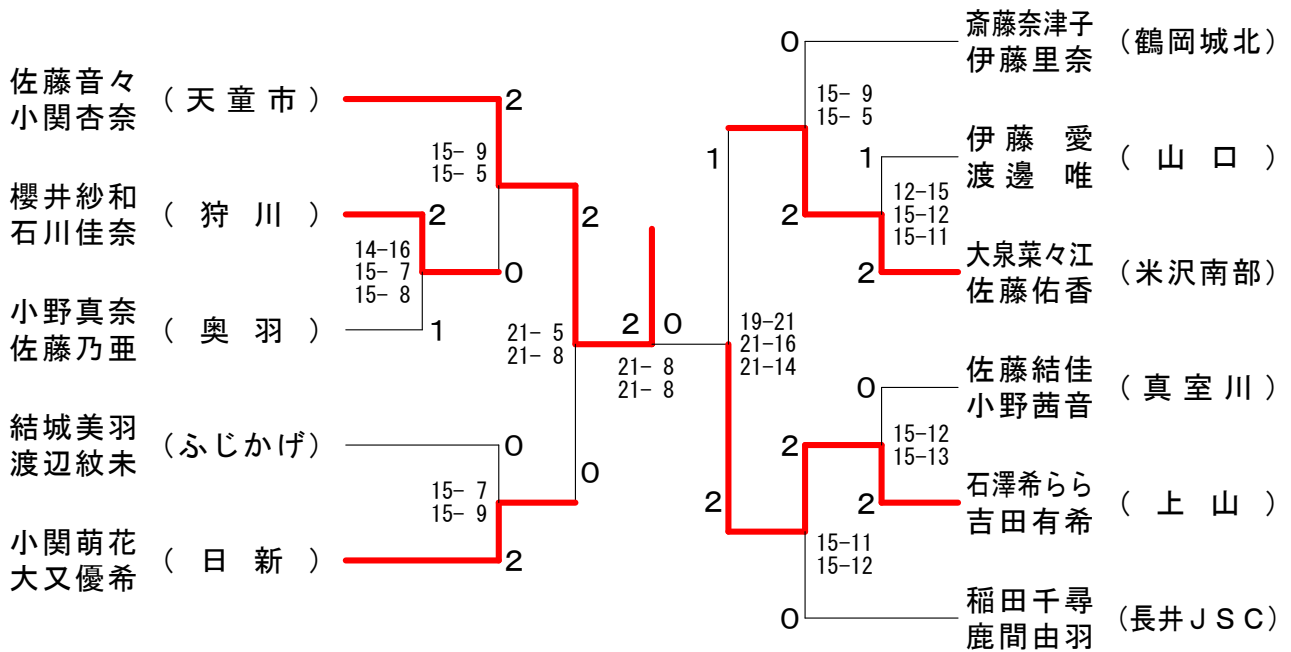 佐藤音々
小関杏奈
(天童市)
2
15- 9
15- 5
櫻井紗和
石川佳奈
(狩川)
2
14-16
15- 7
15- 8
0
小野真奈
佐藤乃亜
(奥羽)
1
2
21- 5
21- 8
結城美羽
渡辺紋未
(ふじかげ)
0
15- 7
15- 9
0
小関萌花
大又優希
(日新)
2
2
0
21- 8
21- 8
斎藤奈津子
伊藤里奈
(鶴岡城北)
0
15- 9
15- 5
1
伊藤 愛
渡邊 唯
(山口)
1
12-15
15-12
15-11
2
大泉菜々江
佐藤佑香
(米沢南部)
2
19-21
21-16
21-14
佐藤結佳
小野茜音
(真室川)
0
15-12
15-13
2
石澤希らら
吉田有希
(上山)
2
2
15-11
15-12
稲田千尋
鹿間由羽
(長井JSC)
0